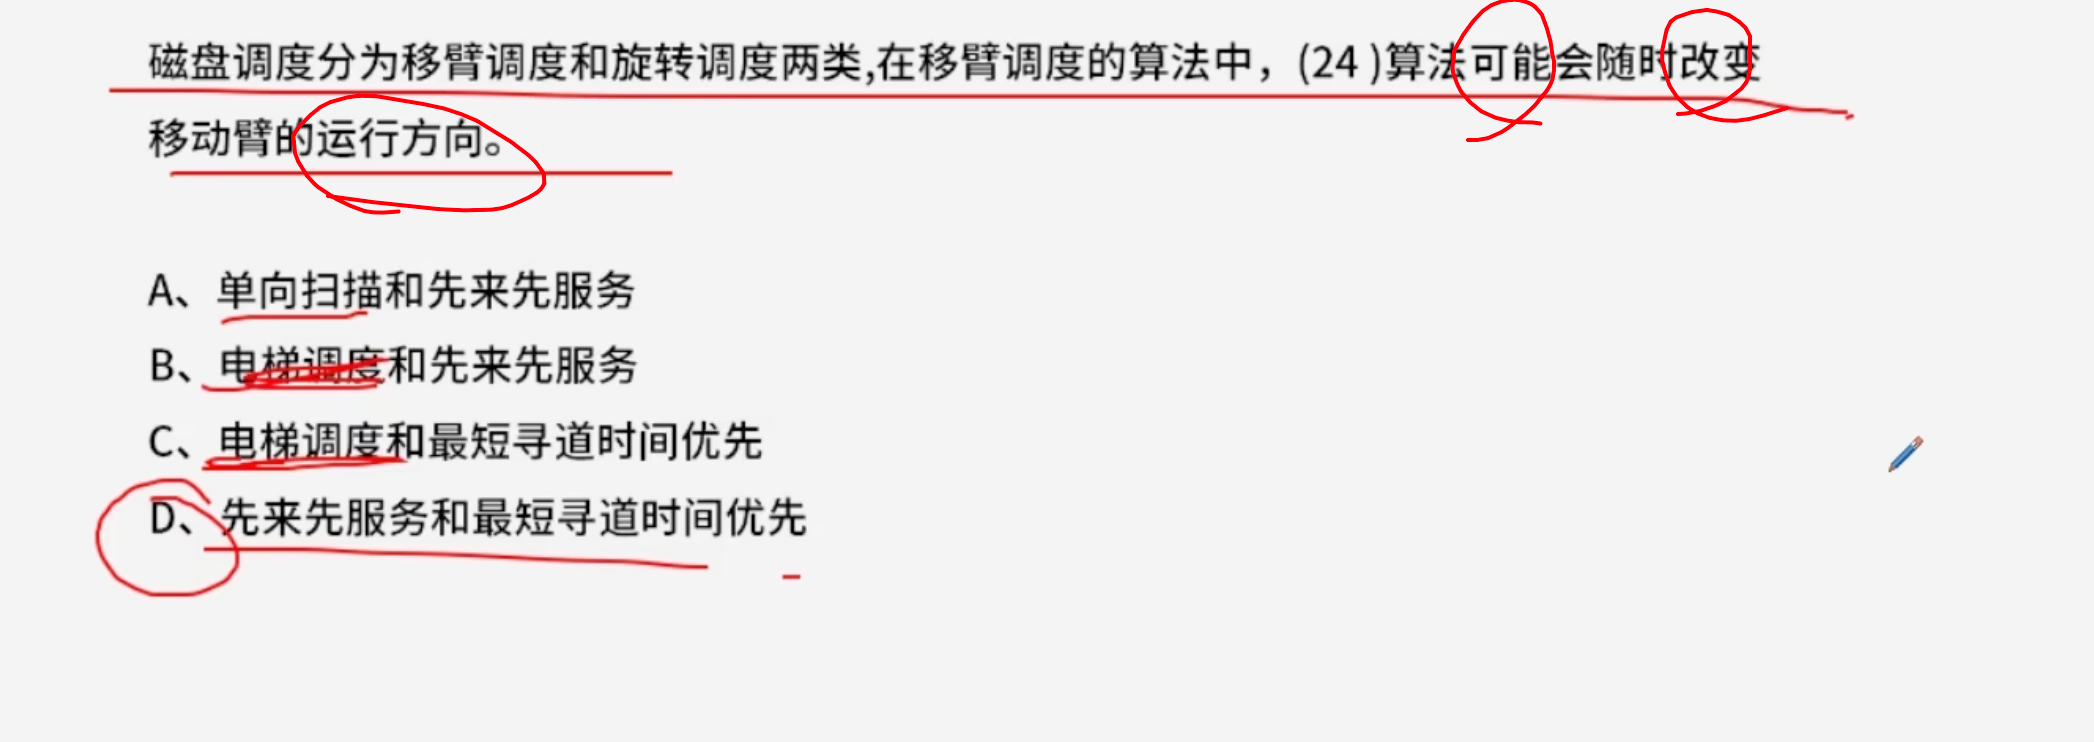 磁盘调度分为移臂调度和旋转调度两类,在移臂调度的算法中，(24 )算法可能会随时改变
移动臂的运行方向。
A、单向扫描和先来先服务
B、电梯调度和先来先服务
C、电梯调度和最短寻道时间优先
D、先来先服务和最短寻道时间优先